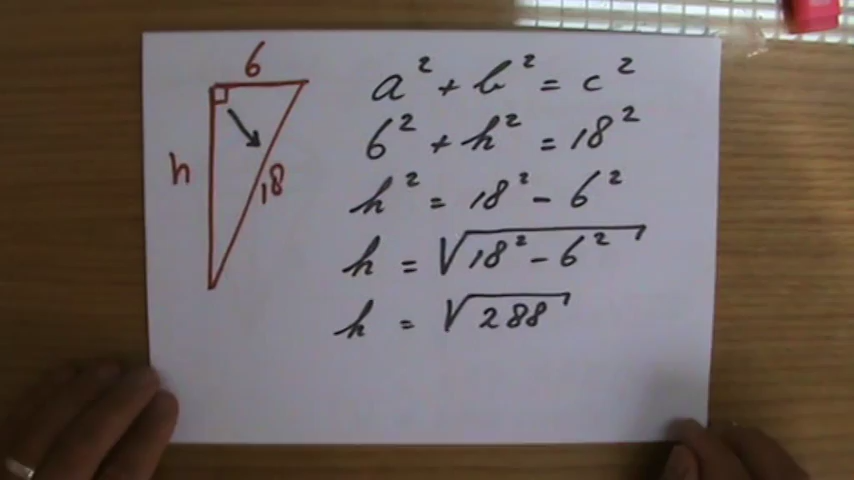 6
h
18
a² + b² = c²
6² + h² = 18²
h² = 18² - 6²
h = √(18² - 6²)
h = √288